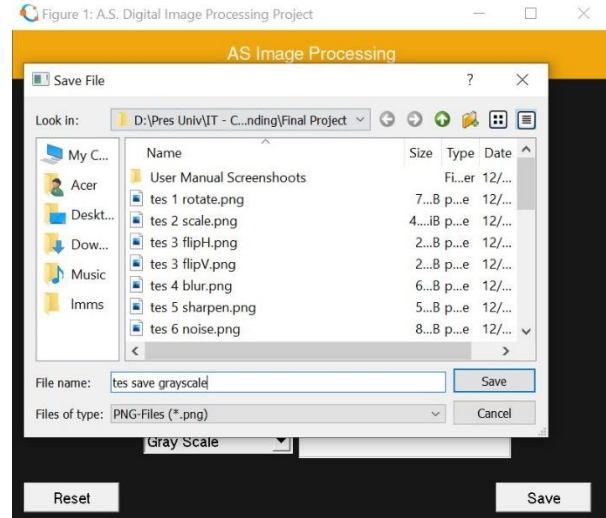 Figure 1: A.S. Digital Image Processing Project
AS Image Processing
Save File
Look in: D:\Pres Univ\IT - C...nding\Final Project
My C...
Acer
Deskt...
Dow...
Music
Imms
Name Size Type Date
User Manual Screenshoots Fi...er 12/...
tes 1 rotate.png 7...B p...e 12/...
tes 2 scale.png 4....iB p...e 12/...
tes 3 flipH.png 2...B p...e 12/...
tes 3 flipV.png 2...B p...e 12/...
tes 4 blur.png 6...B p...e 12/...
tes 5 sharpen.png 5...B p...e 12/...
tes 6 noise.png 8...B p...e 12/...
File name: tes save grayscale Save
Files of type: PNG-Files (*.png) Cancel
Gray Scale
Reset Save